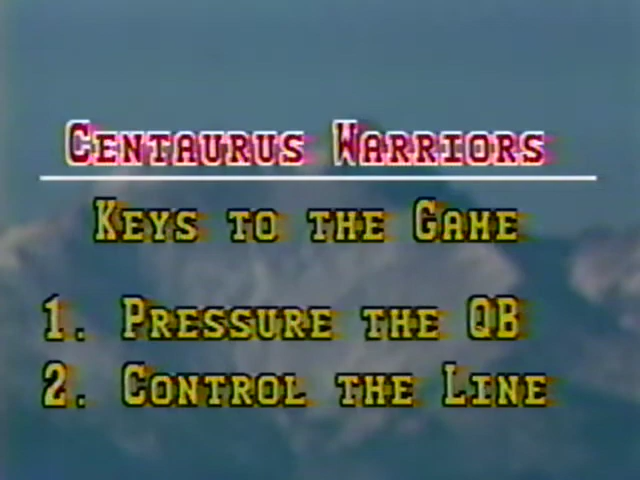 Centaurus Warriors
Keys to the Game
1. Pressure the QB
2. Control the Line